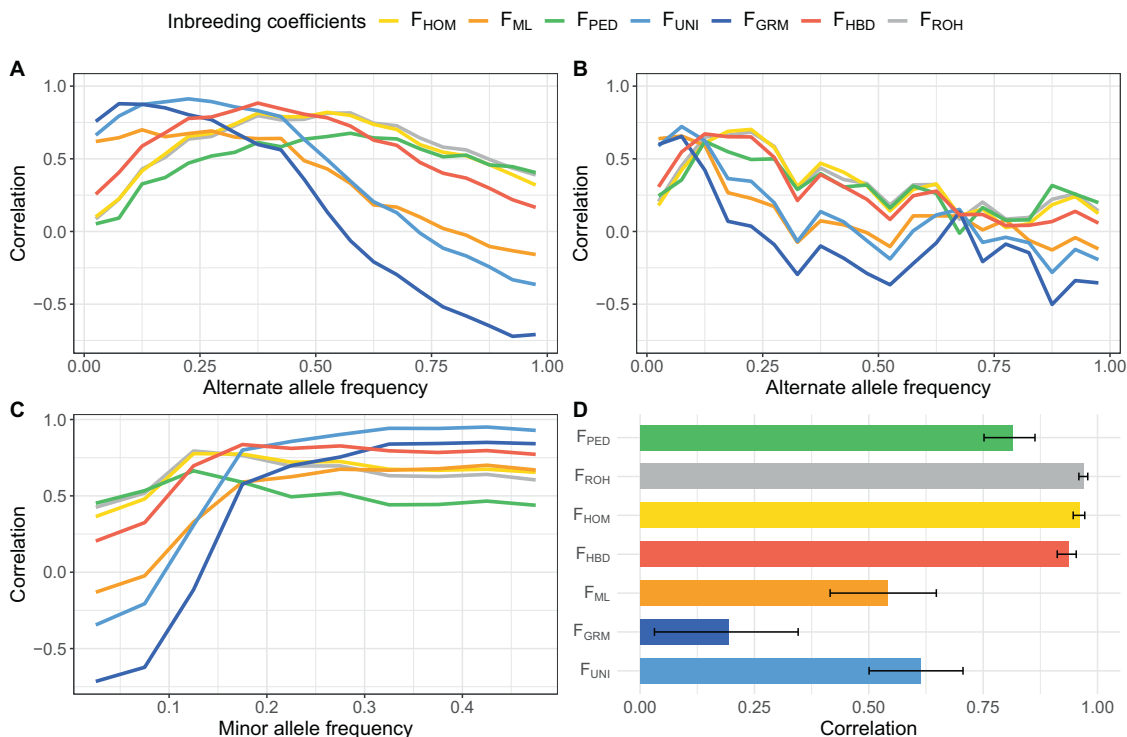 Inbreeding coefficients F_HOM F_ML F_PED F_UNI F_GRM F_HBD F_ROH
A
1.0
0.5
0.0
−0.5
Correlation
0.00 0.25 0.50 0.75 1.00
Alternate allele frequency
B
1.0
0.5
0.0
−0.5
Correlation
0.00 0.25 0.50 0.75 1.00
Alternate allele frequency
C
1.0
0.5
0.0
−0.5
Correlation
0.1 0.2 0.3 0.4
Minor allele frequency
D
F_PED
F_ROH
F_HOM
F_HBD
F_ML
F_GRM
F_UNI
0.00 0.25 0.50 0.75 1.00
Correlation